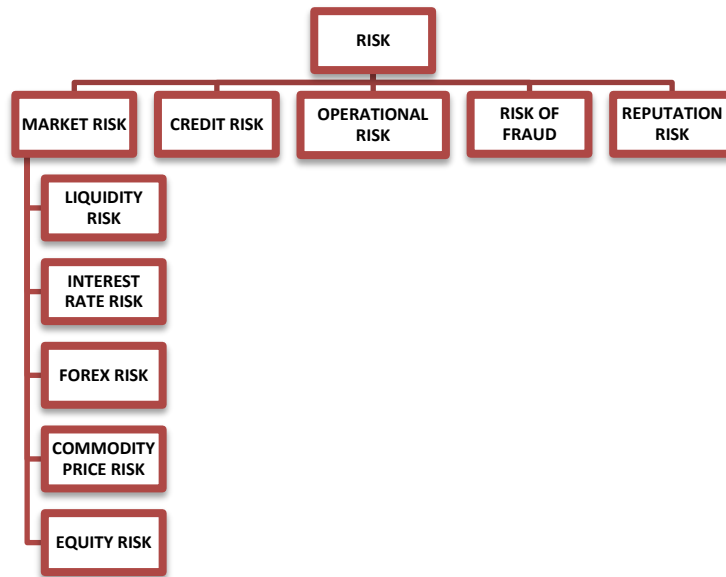 RISK
MARKET RISK
CREDIT RISK
OPERATIONAL
RISK
RISK OF
FRAUD
REPUTATION
RISK
LIQUIDITY
RISK
INTEREST
RATE RISK
FOREX RISK
COMMODITY
PRICE RISK
EQUITY RISK